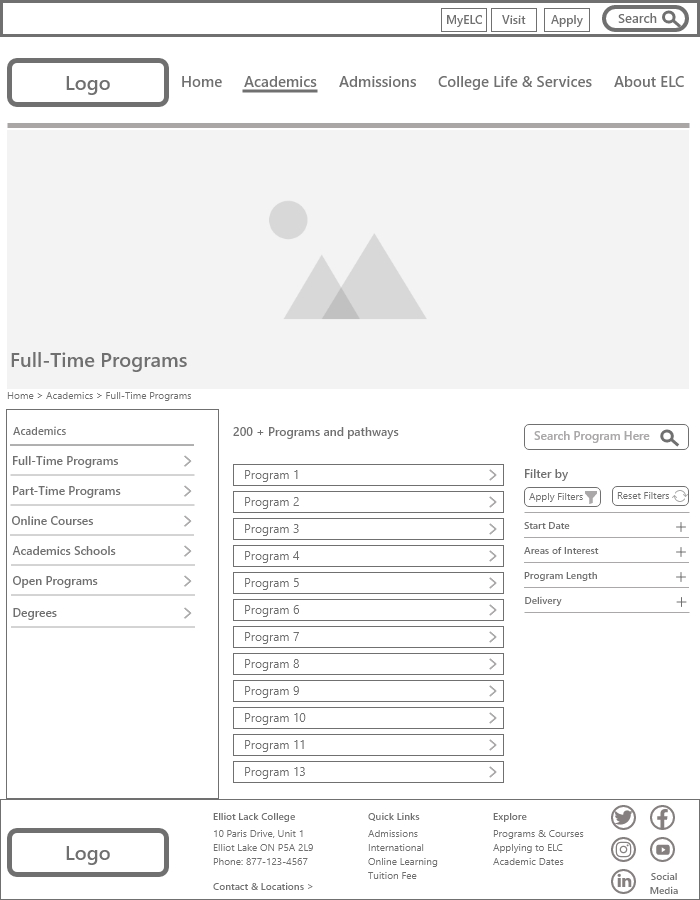 MyELC
Visit
Apply
Search
Logo
Home
Academics
Admissions
College Life & Services
About ELC
Full-Time Programs
Home > Academics > Full-Time Programs
Academics
Full-Time Programs
Part-Time Programs
Online Courses
Academics Schools
Open Programs
Degrees
200 + Programs and pathways
Program 1
Program 2
Program 3
Program 4
Program 5
Program 6
Program 7
Program 8
Program 9
Program 10
Program 11
Program 13
Search Program Here
Filter by
Apply Filters
Reset Filters
Start Date
Areas of Interest
Program Length
Delivery
Logo
Elliot Lack College
10 Paris Drive, Unit 1
Elliot Lake ON P5A 2L9
Phone: 877-123-4567
Contact & Locations >
Quick Links
Admissions
International
Online Learning
Tuition Fee
Explore
Programs & Courses
Applying to ELC
Academic Dates
Social
Media